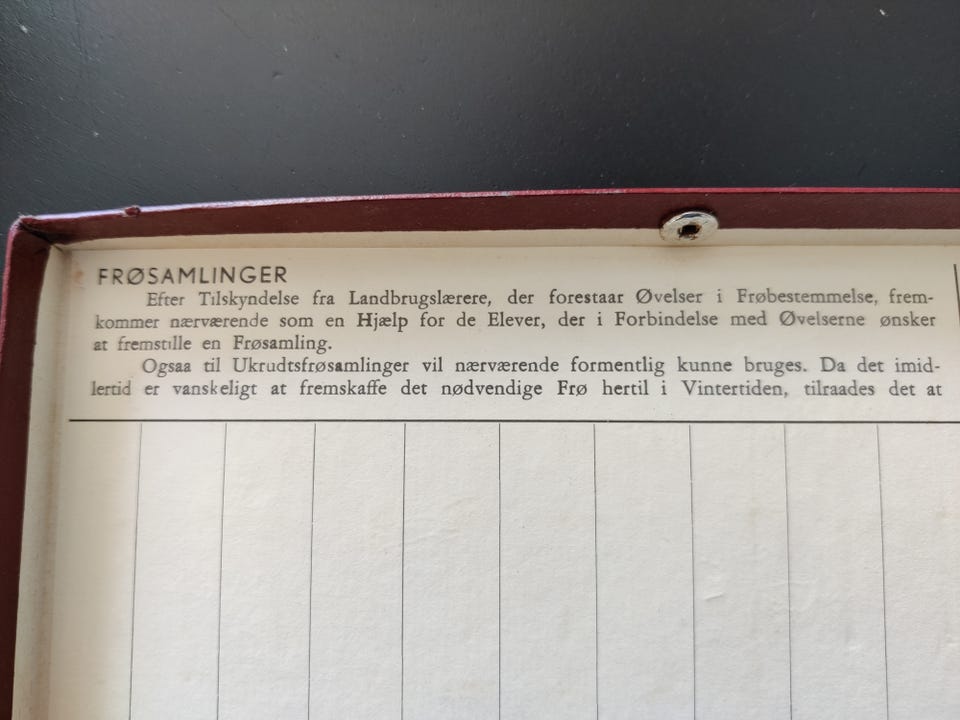 FRØSAMLINGER
Efter Tilskyndelse fra Landbrugslærere, der forestaar Øvelser i Frøbestemmelse, frem-
kommer nærværende som en Hjælp for de Elever, der i Forbindelse med Øvelserne ønsker
at fremstille en Frøsamling.
Ogsaa til Ukrudtsfrøsamlinger vil nærværende formentlig kunne bruges. Da det imid-
lertid er vanskeligt at fremskaffe det nødvendige Frø hertil i Vintertiden, tilraades det at